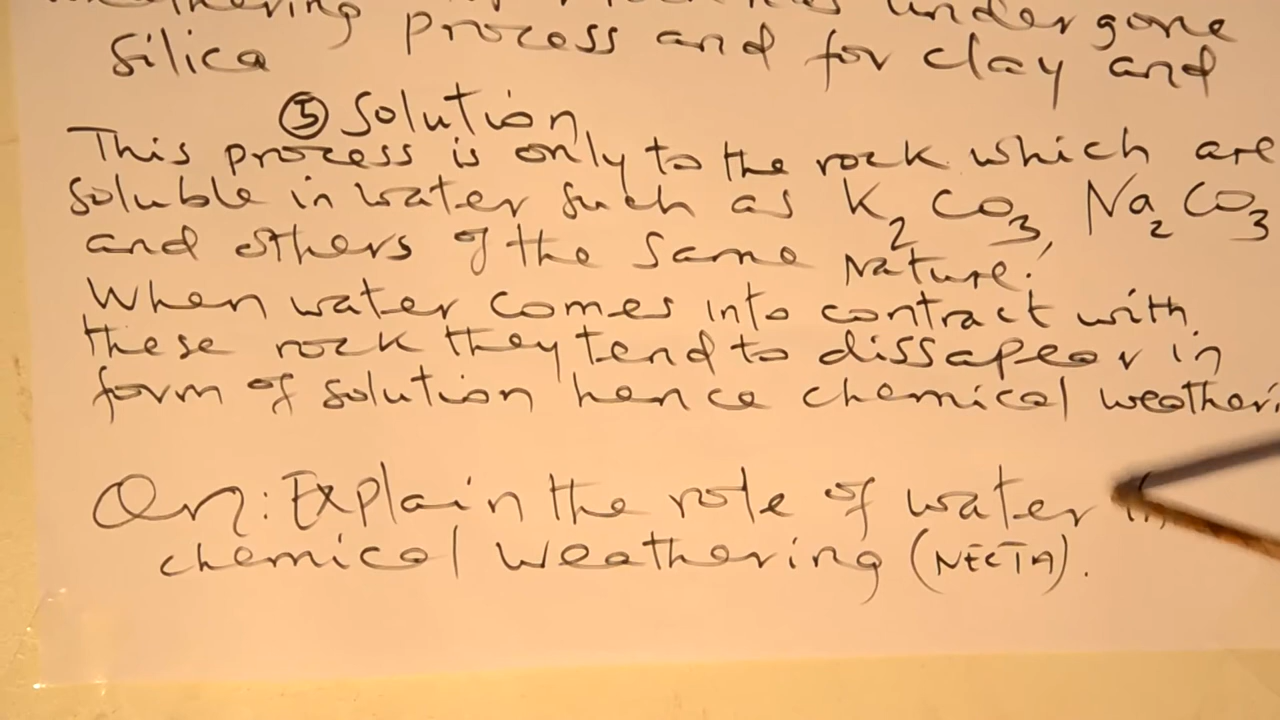 undergone
process and for clay and
Silica
⑤ Solution
This process is only to the rock which are
soluble in water such as K₂CO₃, Na₂CO₃
and others of the same Nature.
When water comes into contract with
these rock they tend to dissapear in
form of solution hence chemical weatheri
Qn: Explain the role of water in
chemical weathering (NECTA).